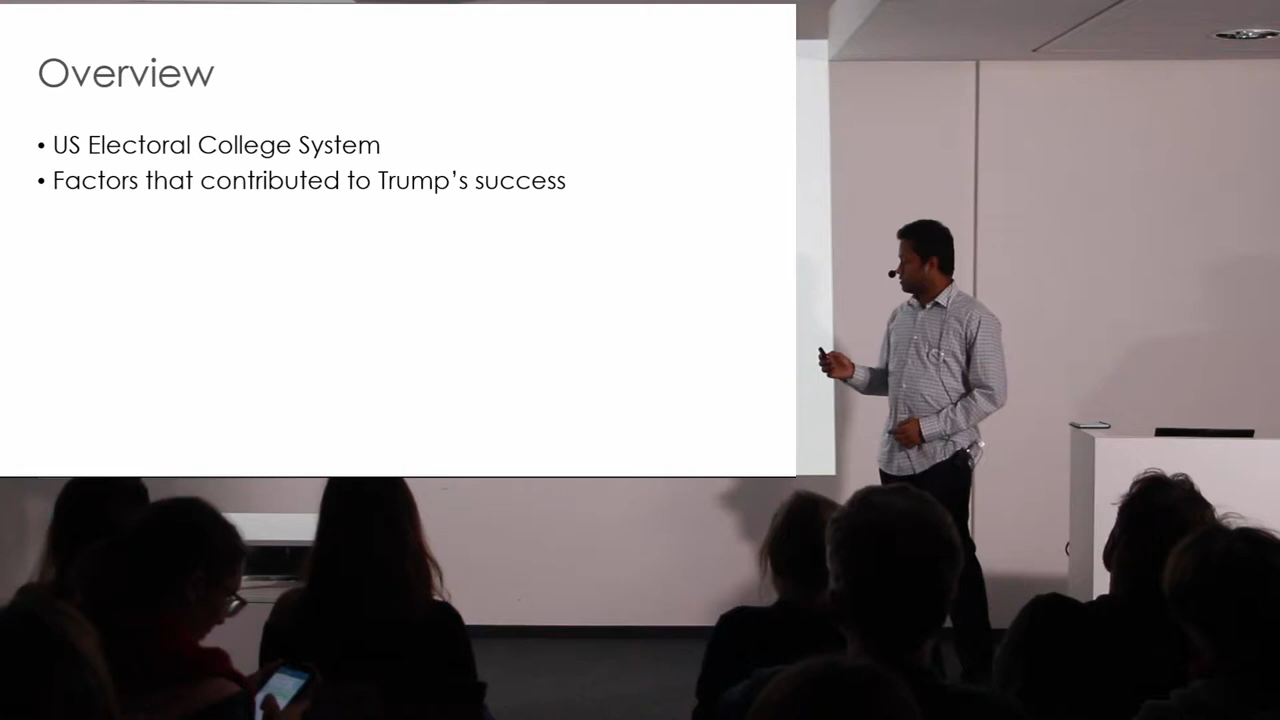 Overview
• US Electoral College System
• Factors that contributed to Trump’s success